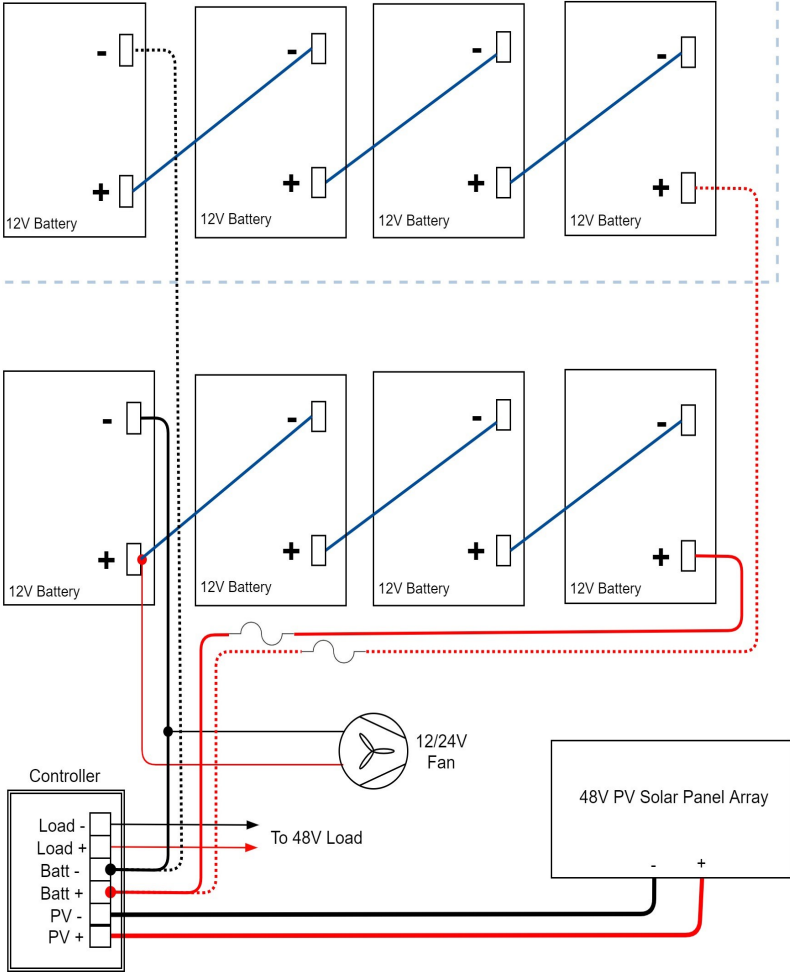 -
-
-
-
+
+
+
+
12V Battery
12V Battery
12V Battery
12V Battery
-
-
-
-
+
+
+
+
12V Battery
12V Battery
12V Battery
12V Battery
12/24V
Fan
Controller
48V PV Solar Panel Array
Load -
Load +
To 48V Load
Batt -
Batt +
PV -
PV +
- +